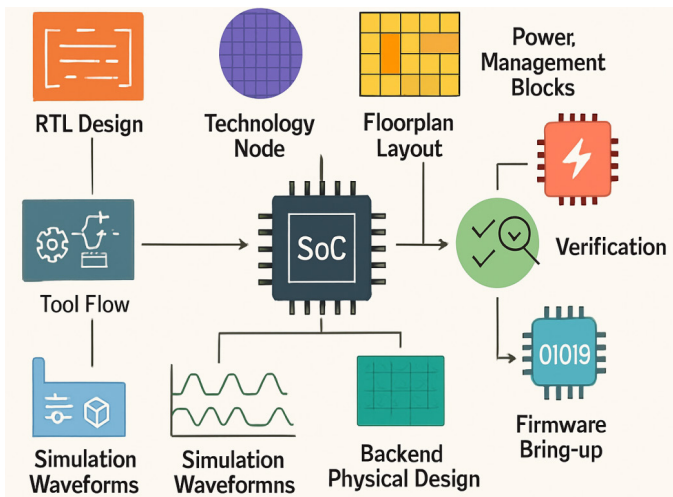 RTL Design
Technology
Node
Floorplan
Layout
Power,
Management
Blocks
Tool Flow
SoC
Verification
Simulation
Waveforms
Simulation
Waveformns
Backend
Physical Design
01019
Firmware
Bring-up